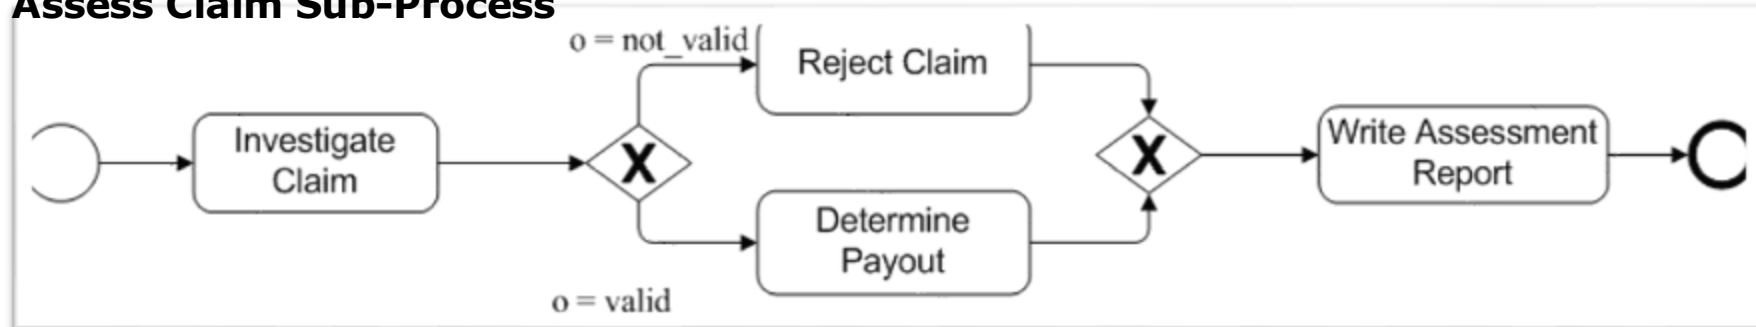 Assess Claim Sub-Process
o = not_valid
Reject Claim
Investigate
Claim
X
X
Write Assessment
Report
Determine
Payout
o = valid